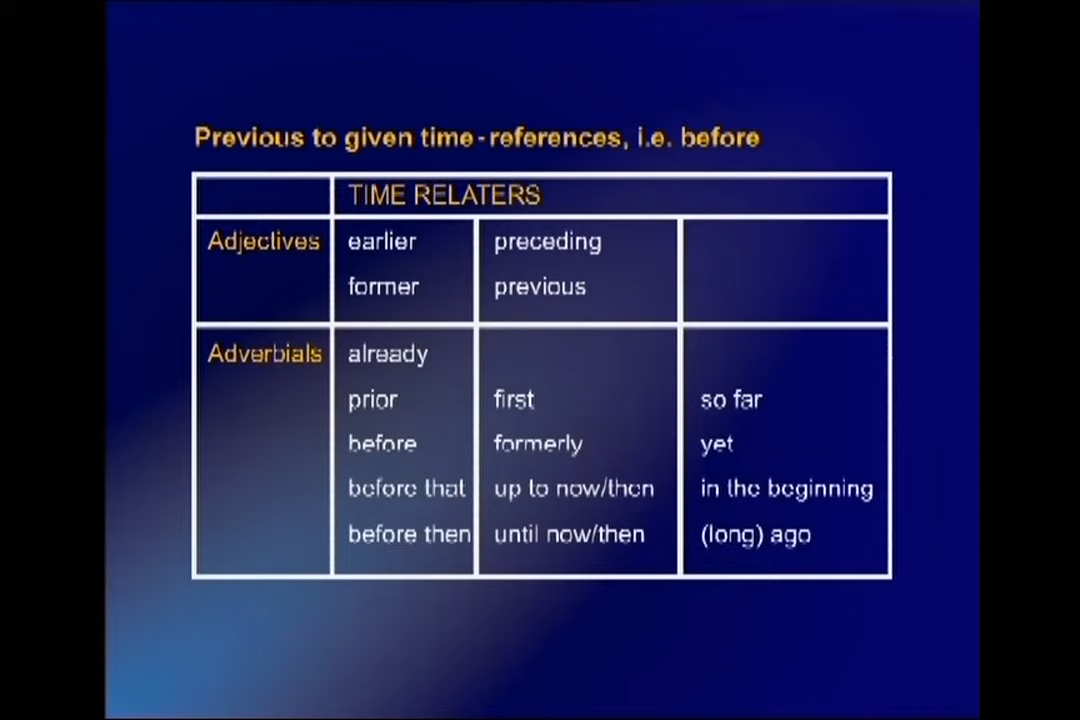 Previous to given time-references, i.e. before
TIME RELATERS
Adjectives earlier preceding
former previous
Adverbials already
prior first so far
before formerly yet
before that up to now/then in the beginning
before then until now/then (long) ago